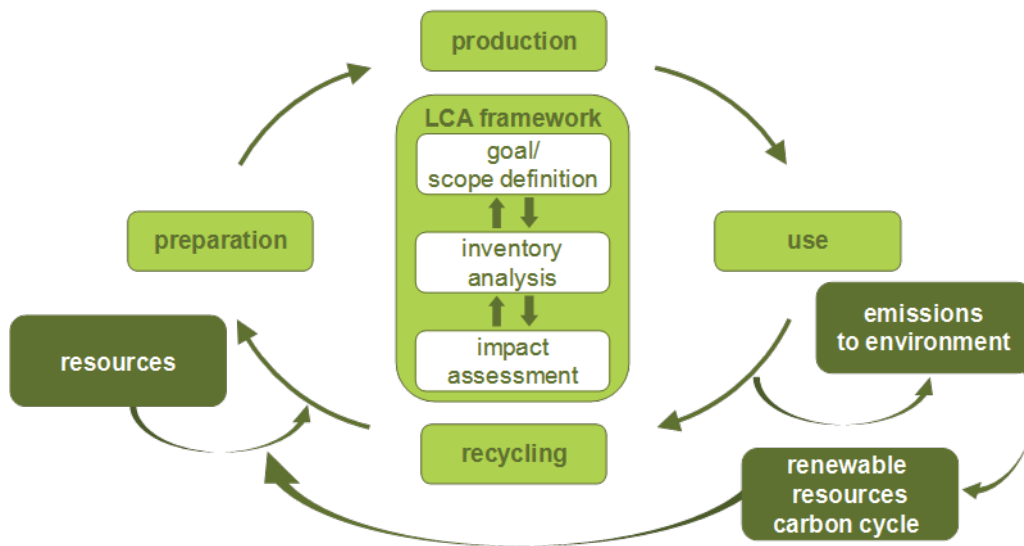 production
LCA framework
goal/
scope definition
preparation
inventory
analysis
use
emissions
to environment
resources
impact
assessment
recycling
renewable
resources
carbon cycle